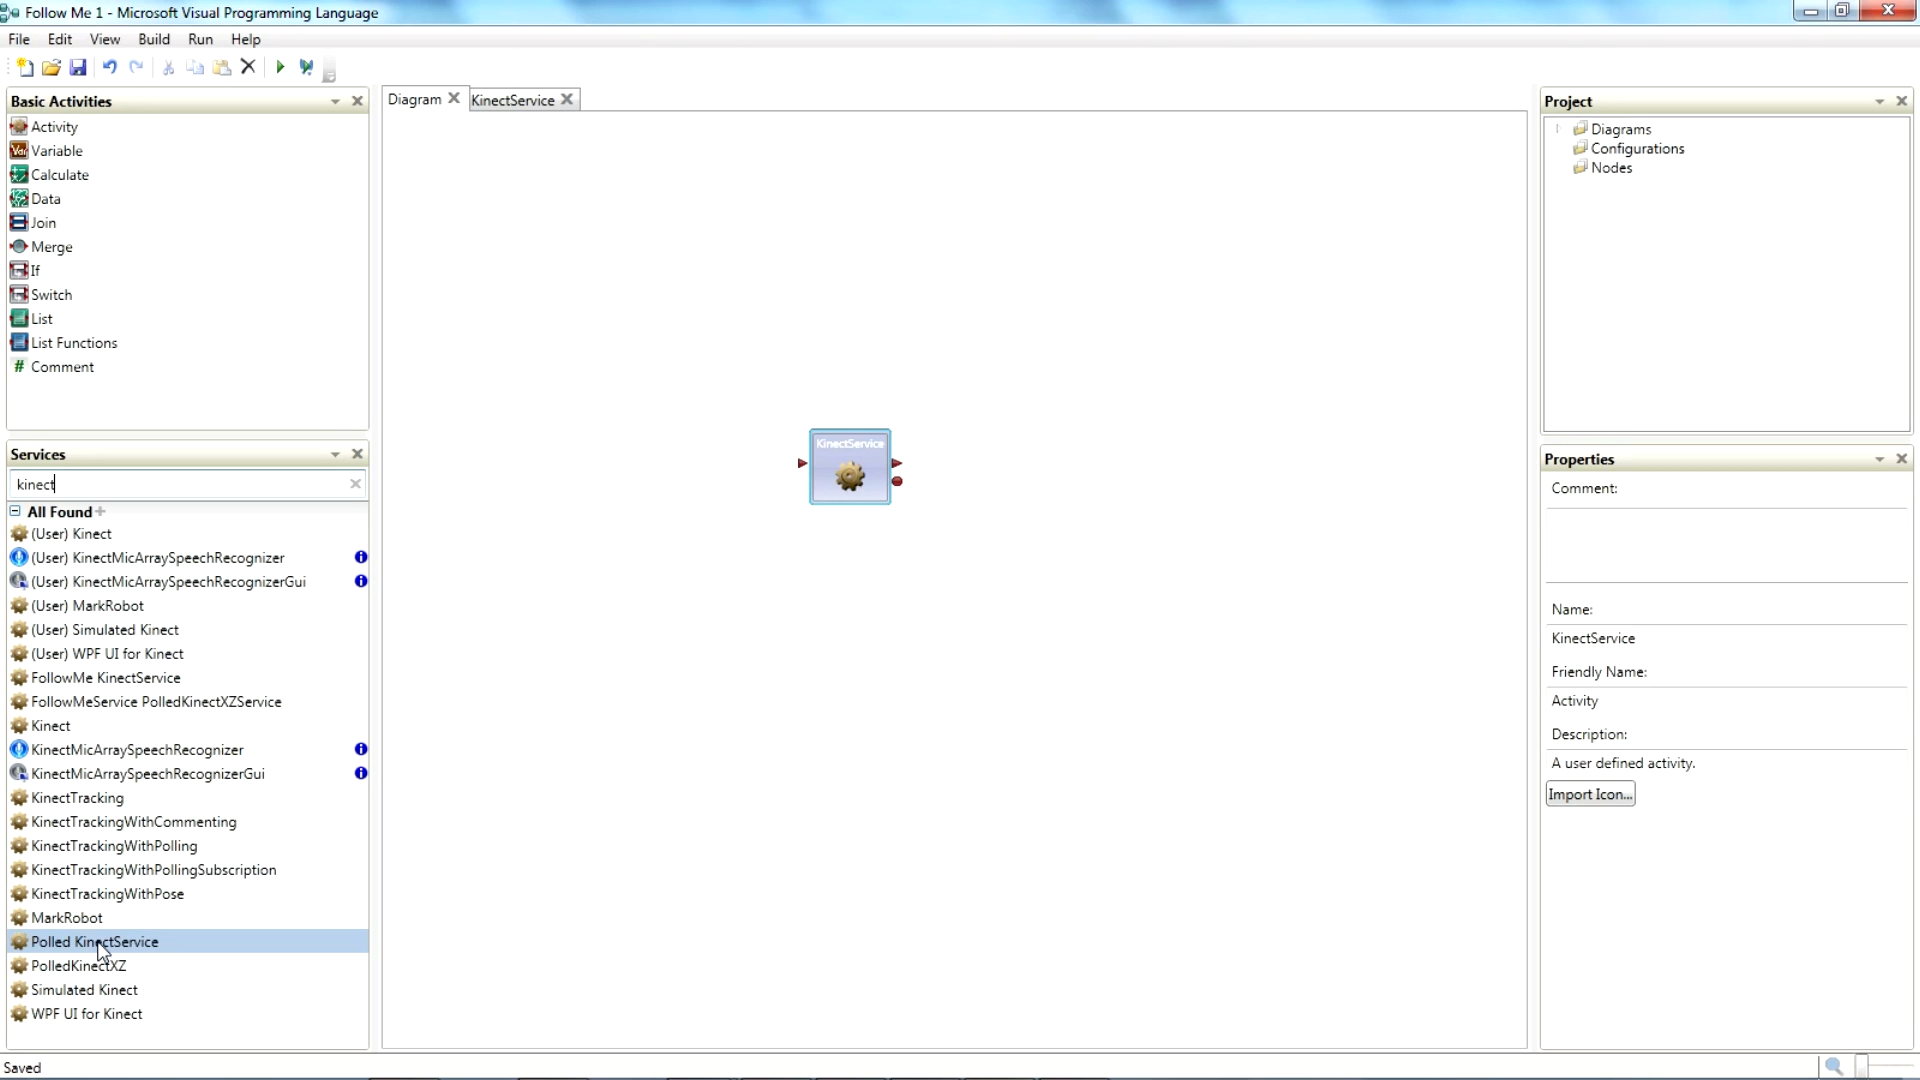 Follow Me 1 - Microsoft Visual Programming Language
File Edit View Build Run Help
Basic Activities
Activity
Variable
Calculate
Data
Join
Merge
If
Switch
List
List Functions
# Comment
Services
kinect
All Found
(User) Kinect
(User) KinectMicArraySpeechRecognizer
(User) KinectMicArraySpeechRecognizerGui
(User) MarkRobot
(User) Simulated Kinect
(User) WPF UI for Kinect
FollowMe KinectService
FollowMeService PolledKinectXZService
Kinect
KinectMicArraySpeechRecognizer
KinectMicArraySpeechRecognizerGui
KinectTracking
KinectTrackingWithCommenting
KinectTrackingWithPolling
KinectTrackingWithPollingSubscription
KinectTrackingWithPose
MarkRobot
Polled KinectService
PolledKinectXZ
Simulated Kinect
WPF UI for Kinect
Diagram KinectService
KinectService
Project
Diagrams
Configurations
Nodes
Properties
Comment:
Name:
KinectService
Friendly Name:
Activity
Description:
A user defined activity.
Import Icon...
Saved